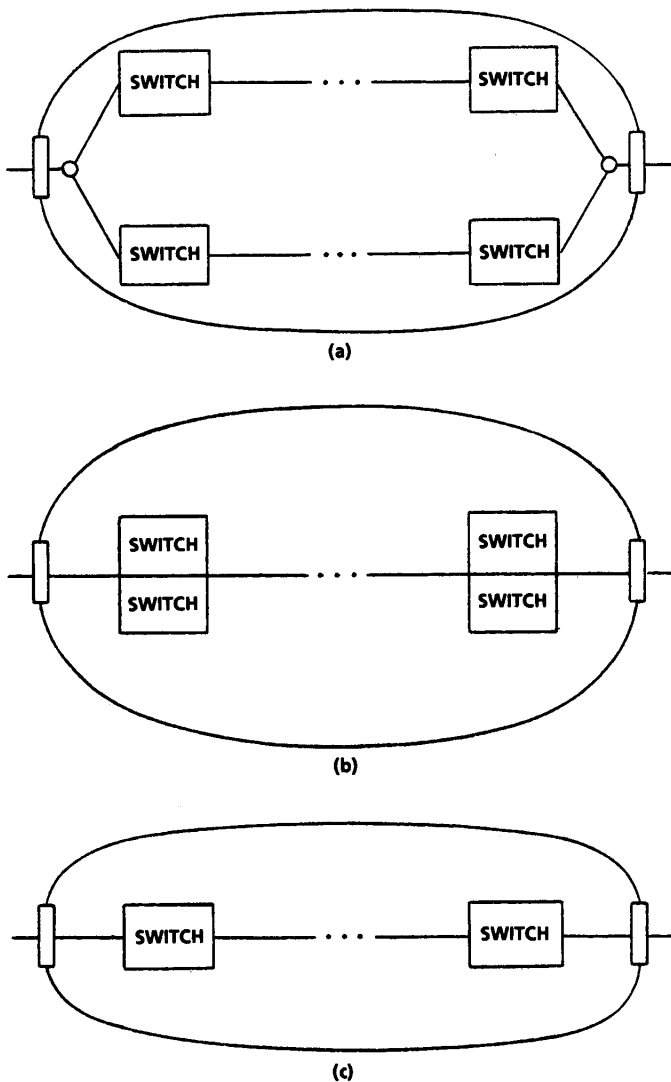 SWITCH . . . SWITCH
SWITCH . . . SWITCH
(a)
SWITCH . . . SWITCH
SWITCH SWITCH
(b)
SWITCH . . . SWITCH
(c)